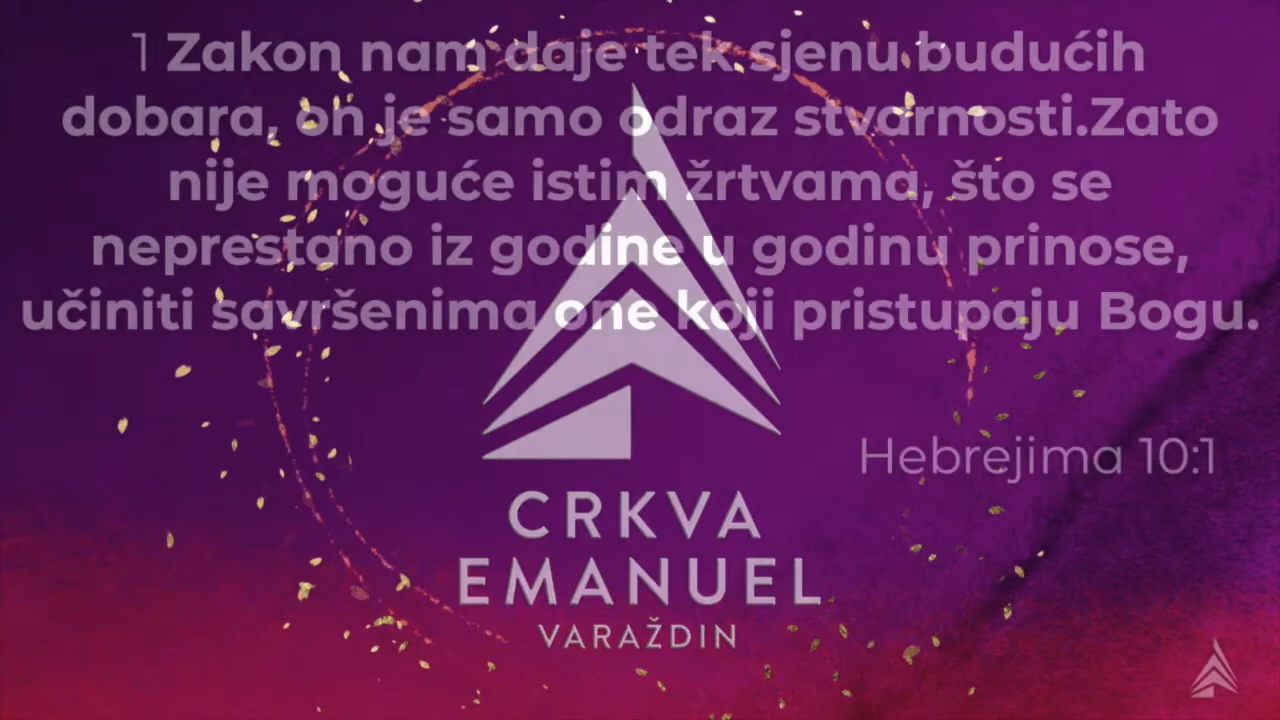 1 Zakon nam daje tek sjenu budućih
dobara, on je samo odraz stvarnosti.Zato
nije moguće istim žrtvama, što se
neprestano iz godine u godinu prinose,
učiniti savršenima one koji pristupaju Bogu.
Hebrejima 10:1
CRKVA
EMANUEL
VARAŽDIN